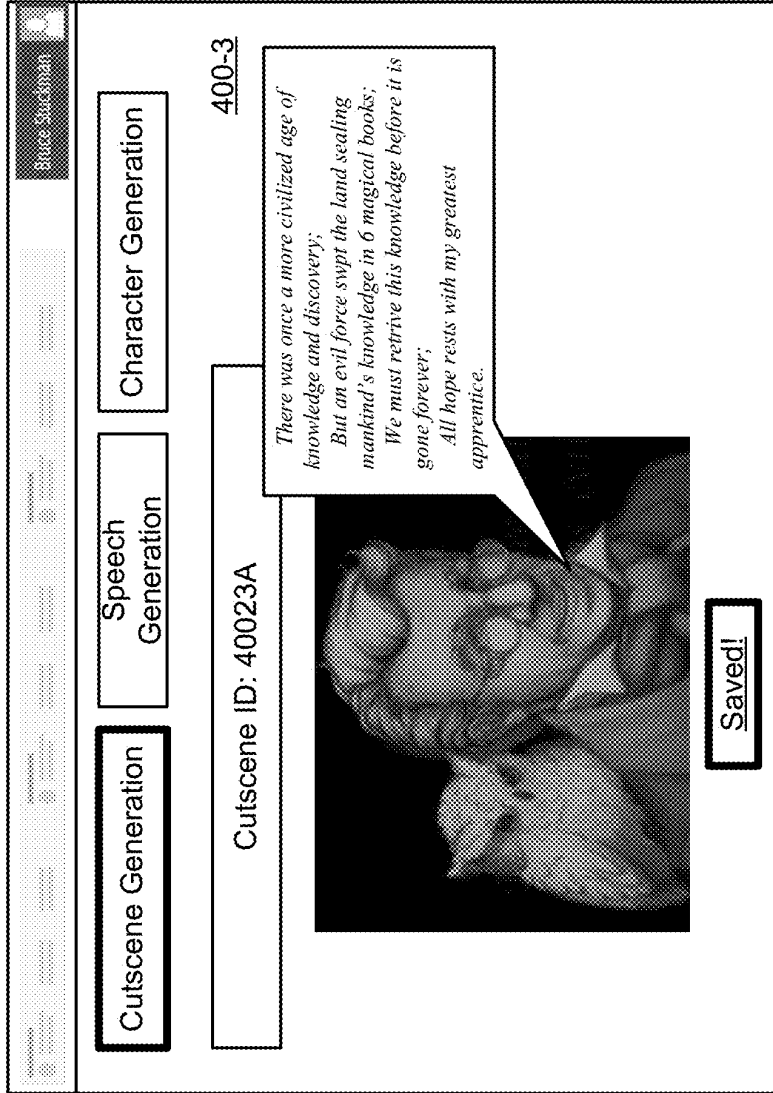 Bruce Stuckman
Cutscene Generation
Speech
Generation
Character Generation
400-3
Cutscene ID: 40023A
There was once a more civilized age of
knowledge and discovery;
But an evil force swpt the land sealing
mankind's knowledge in 6 magical books;
We must retrive this knowledge before it is
gone forever;
All hope rests with my greatest
apprentice.
Saved!